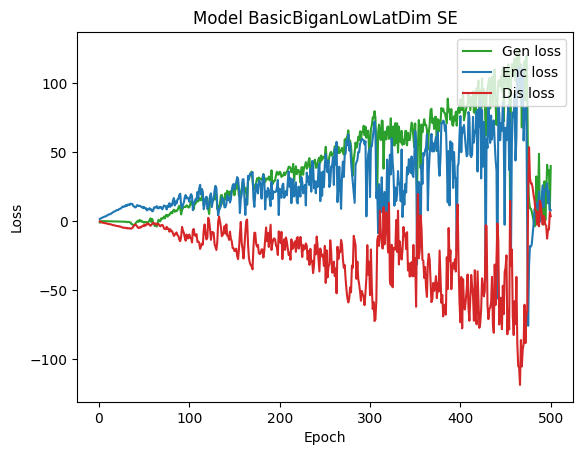 Model BasicBiganLowLatDim SE
Gen loss
Enc loss
Dis loss
100
50
0
−50
−100
Loss
0
100
200
300
400
500
Epoch